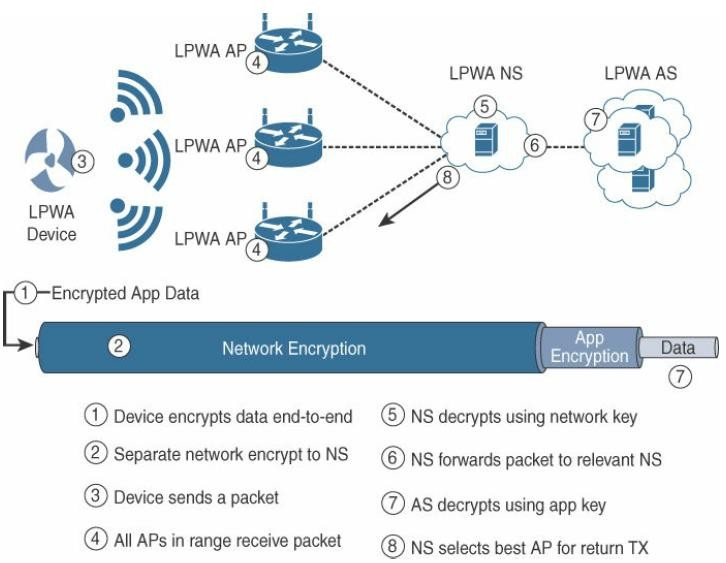 LPWA AP
4
LPWA NS
LPWA AS
5
7
LPWA AP
3
4
6
8
LPWA
Device
LPWA AP
4
1 Encrypted App Data
2 Network Encryption
App
Encryption
Data
7
1 Device encrypts data end-to-end
2 Separate network encrypt to NS
3 Device sends a packet
4 All APs in range receive packet
5 NS decrypts using network key
6 NS forwards packet to relevant NS
7 AS decrypts using app key
8 NS selects best AP for return TX